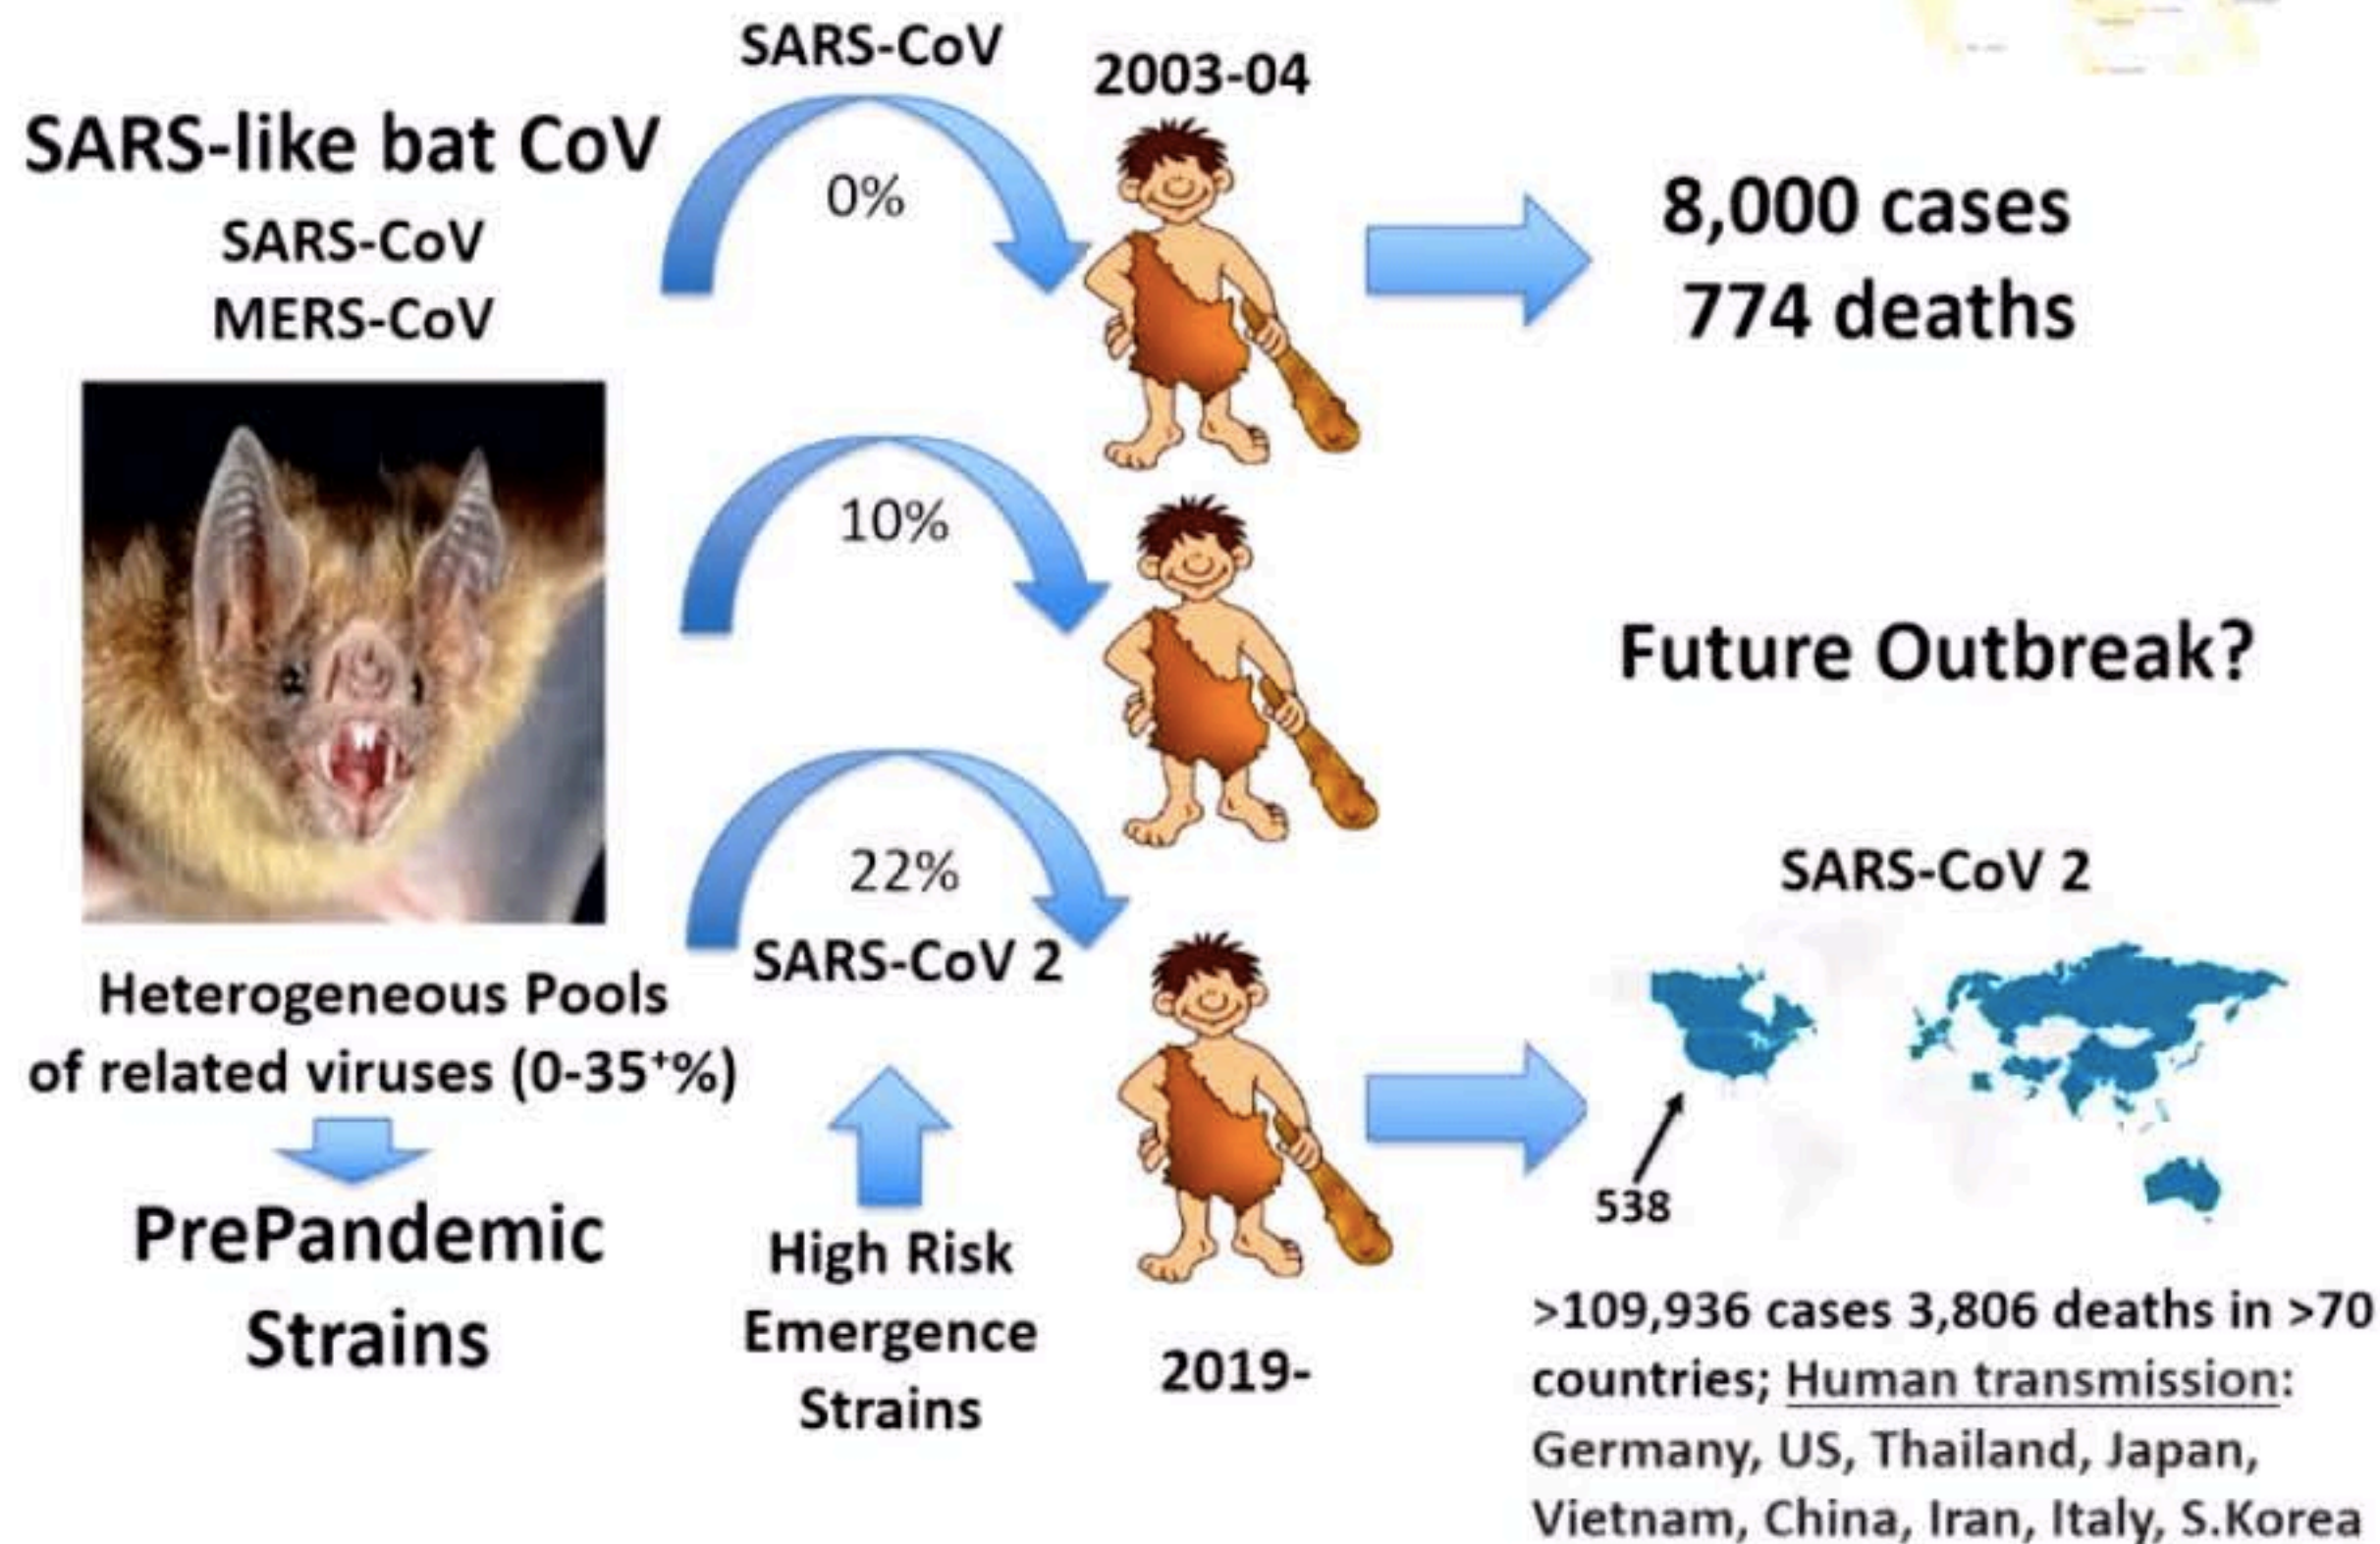 SARS-CoV
2003-04
SARS-like bat CoV
SARS-CoV
MERS-CoV
0%
8,000 cases
774 deaths
10%
Future Outbreak?
22%
SARS-CoV 2
SARS-CoV 2
Heterogeneous Pools
of related viruses (0-35⁺%)
PrePandemic
Strains
High Risk
Emergence
Strains
2019-
538
>109,936 cases 3,806 deaths in >70
countries; Human transmission:
Germany, US, Thailand, Japan,
Vietnam, China, Iran, Italy, S.Korea